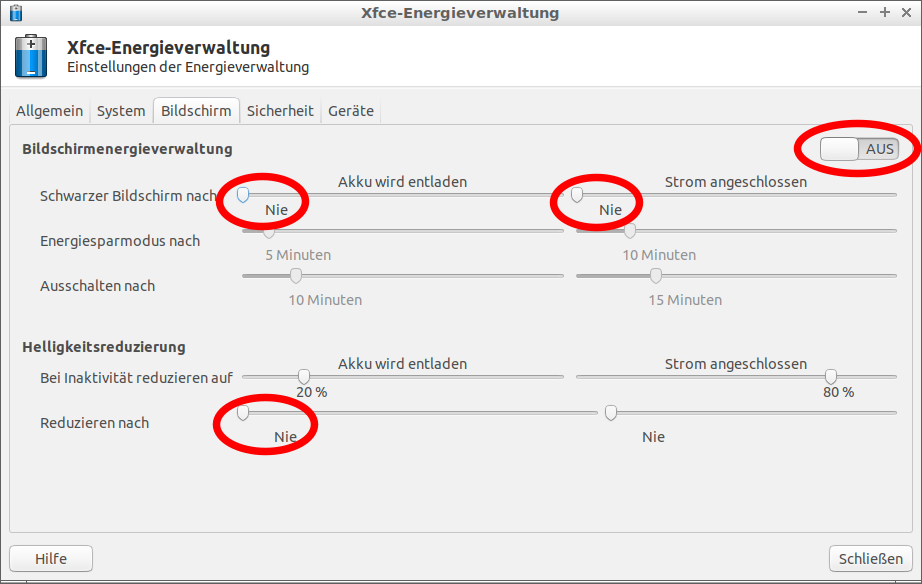 Xfce-Energieverwaltung
Xfce-Energieverwaltung
Einstellungen der Energieverwaltung
Allgemein System Bildschirm Sicherheit Geräte
Bildschirmenergieverwaltung AUS
Akku wird entladen Strom angeschlossen
Schwarzer Bildschirm nach
Nie Nie
Energiesparmodus nach
5 Minuten 10 Minuten
Ausschalten nach
10 Minuten 15 Minuten
Helligkeitsreduzierung
Akku wird entladen Strom angeschlossen
Bei Inaktivität reduzieren auf
20 % 80 %
Reduzieren nach
Nie Nie
Hilfe Schließen